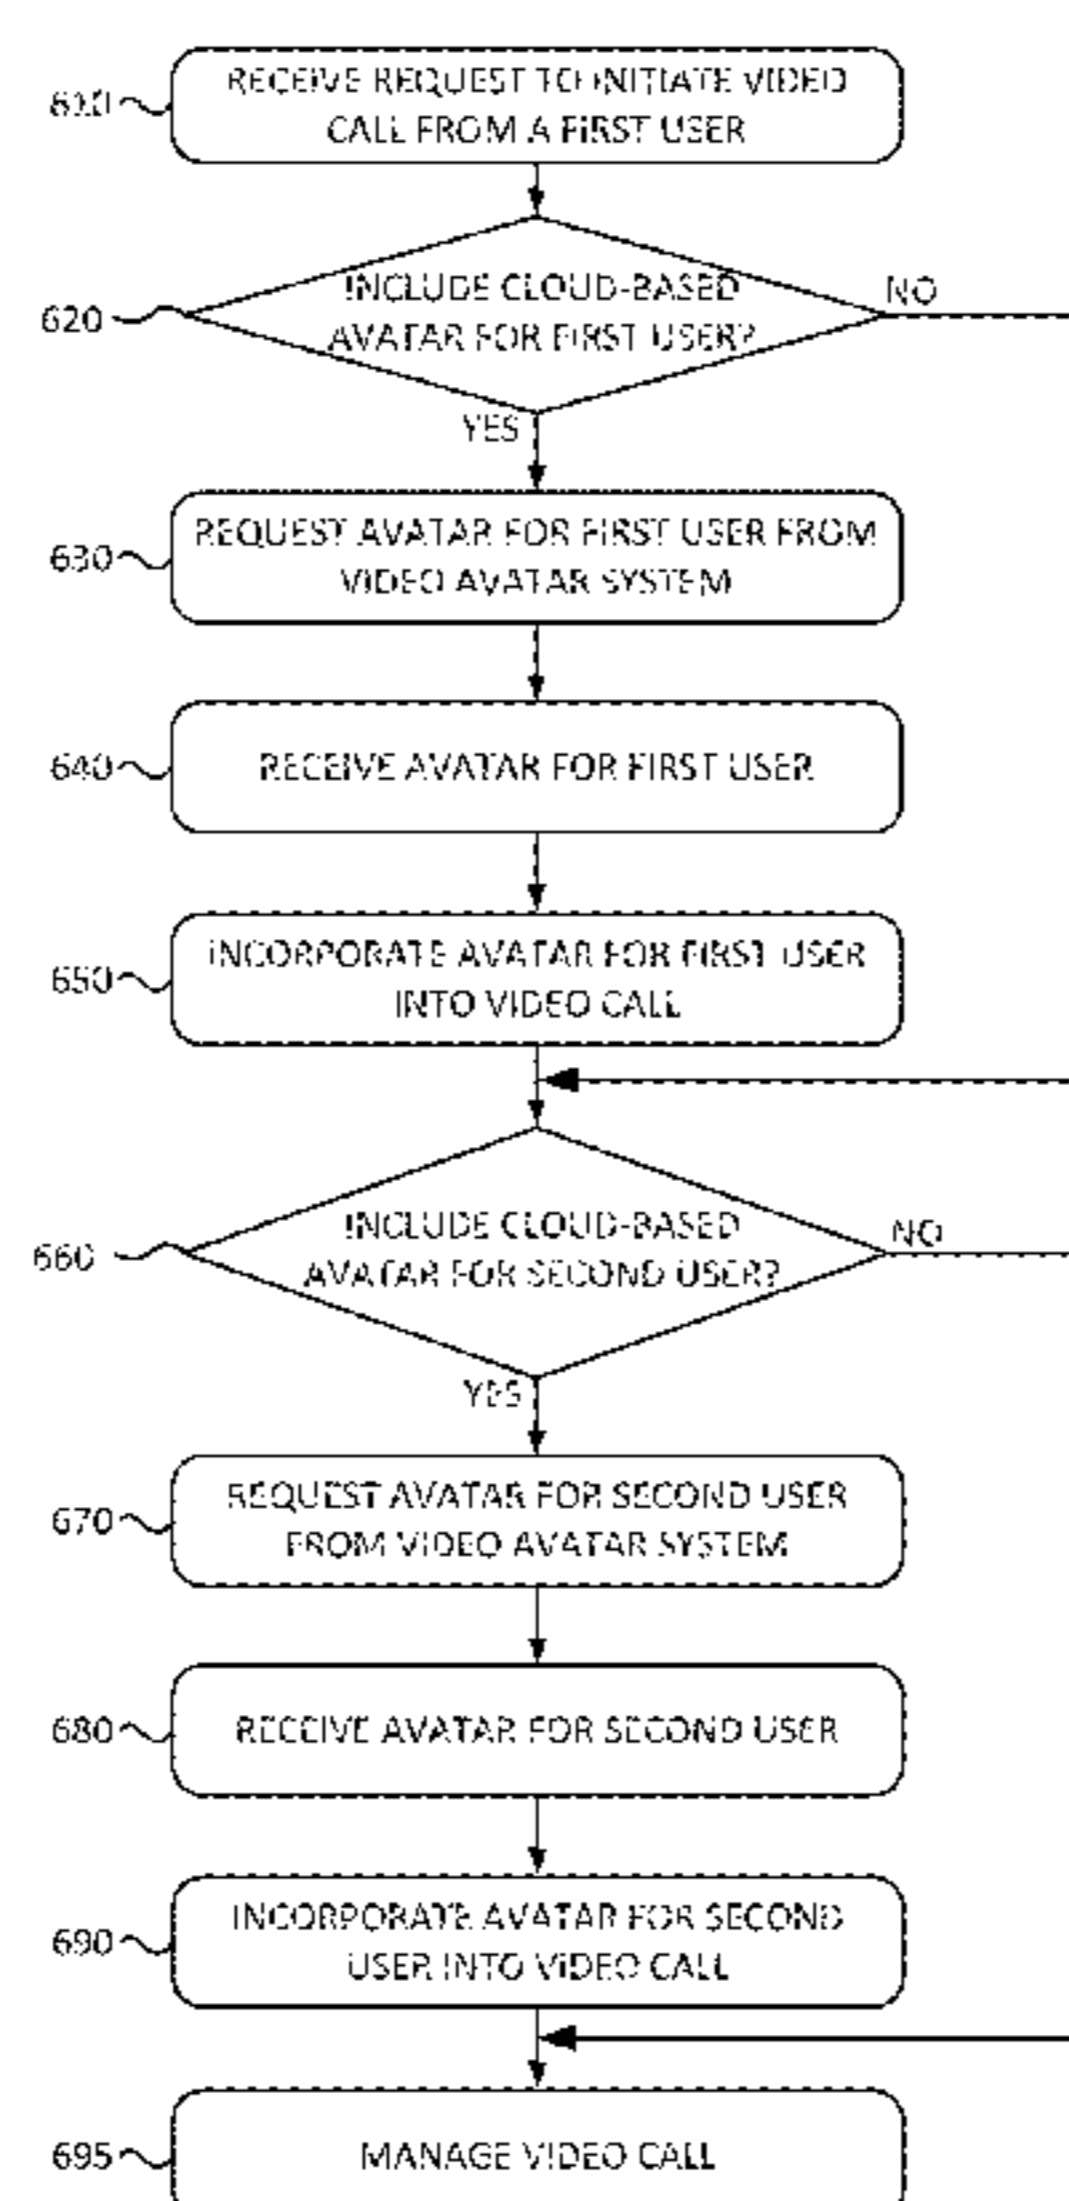 610
RECEIVE REQUEST TO INITIATE VIDEO
CALL FROM A FIRST USER
620
INCLUDE CLOUD-BASED
AVATAR FOR FIRST USER?
NO
YES
630
REQUEST AVATAR FOR FIRST USER FROM
VIDEO AVATAR SYSTEM
640
RECEIVE AVATAR FOR FIRST USER
650
INCORPORATE AVATAR FOR FIRST USER
INTO VIDEO CALL
660
INCLUDE CLOUD-BASED
AVATAR FOR SECOND USER?
NO
YES
670
REQUEST AVATAR FOR SECOND USER
FROM VIDEO AVATAR SYSTEM
680
RECEIVE AVATAR FOR SECOND USER
690
INCORPORATE AVATAR FOR SECOND
USER INTO VIDEO CALL
695
MANAGE VIDEO CALL